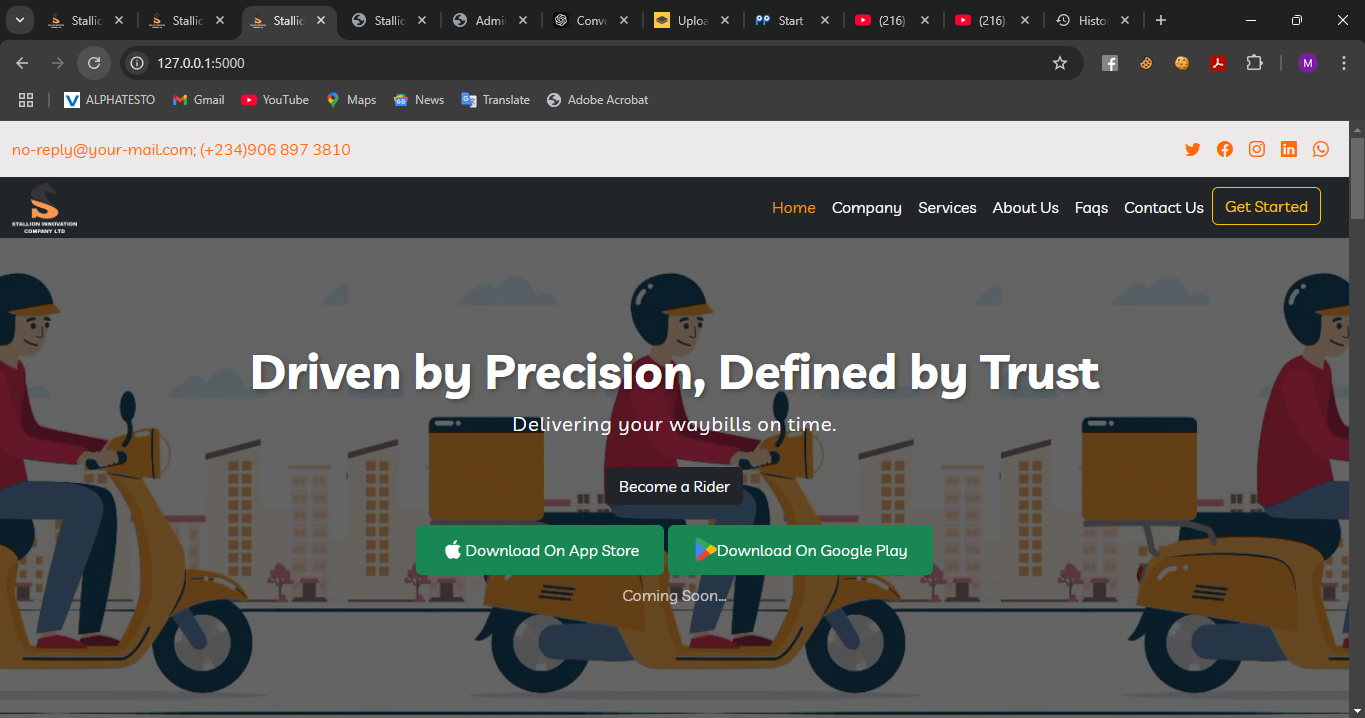 Stallic Stallic Stallic Stallic Admin Conve Uploa Start (216) (216) Histo
127.0.0.1:5000
M
ALPHATESTO Gmail YouTube Maps News Translate Adobe Acrobat
no-reply@your-mail.com; (+234)906 897 3810
STALLION INNOVATION
COMPANY LTD
Home Company Services About Us Faqs Contact Us Get Started
Driven by Precision, Defined by Trust
Delivering your waybills on time.
Become a Rider
Download On App Store Download On Google Play
Coming Soon...